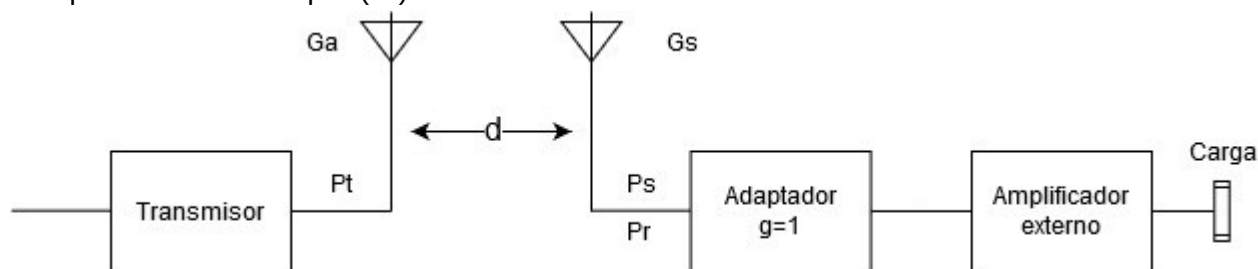 Ga
Gs
d
Carga
Pt
Ps
Transmisor
Adaptador
g=1
Amplificador
externo
Pr